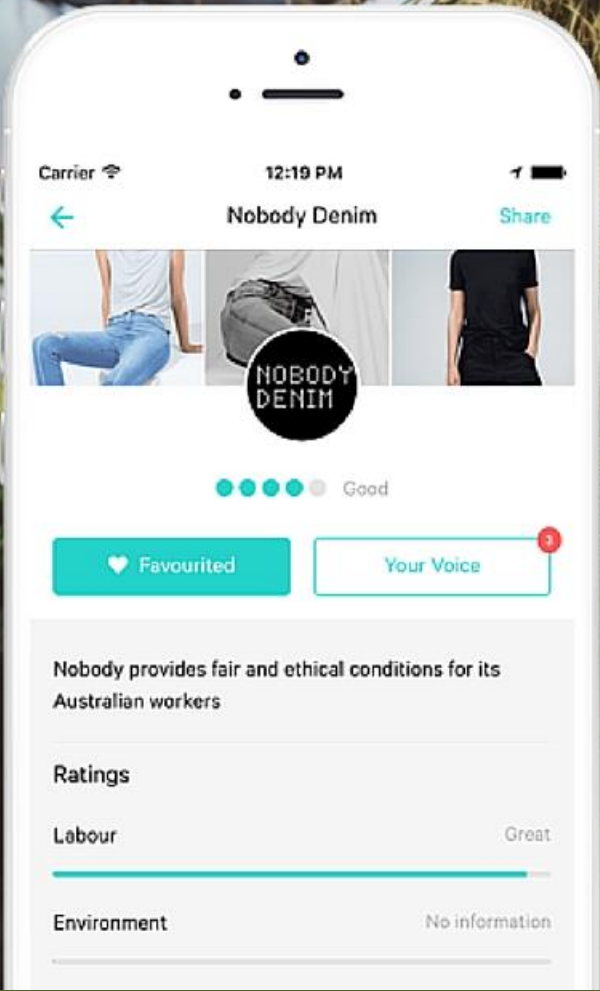 Carrier
12:19 PM
Nobody Denim
Share
NOBODY
DENIM
Good
Favourited
Your Voice
3
Nobody provides fair and ethical conditions for its
Australian workers
Ratings
Labour
Great
Environment
No information